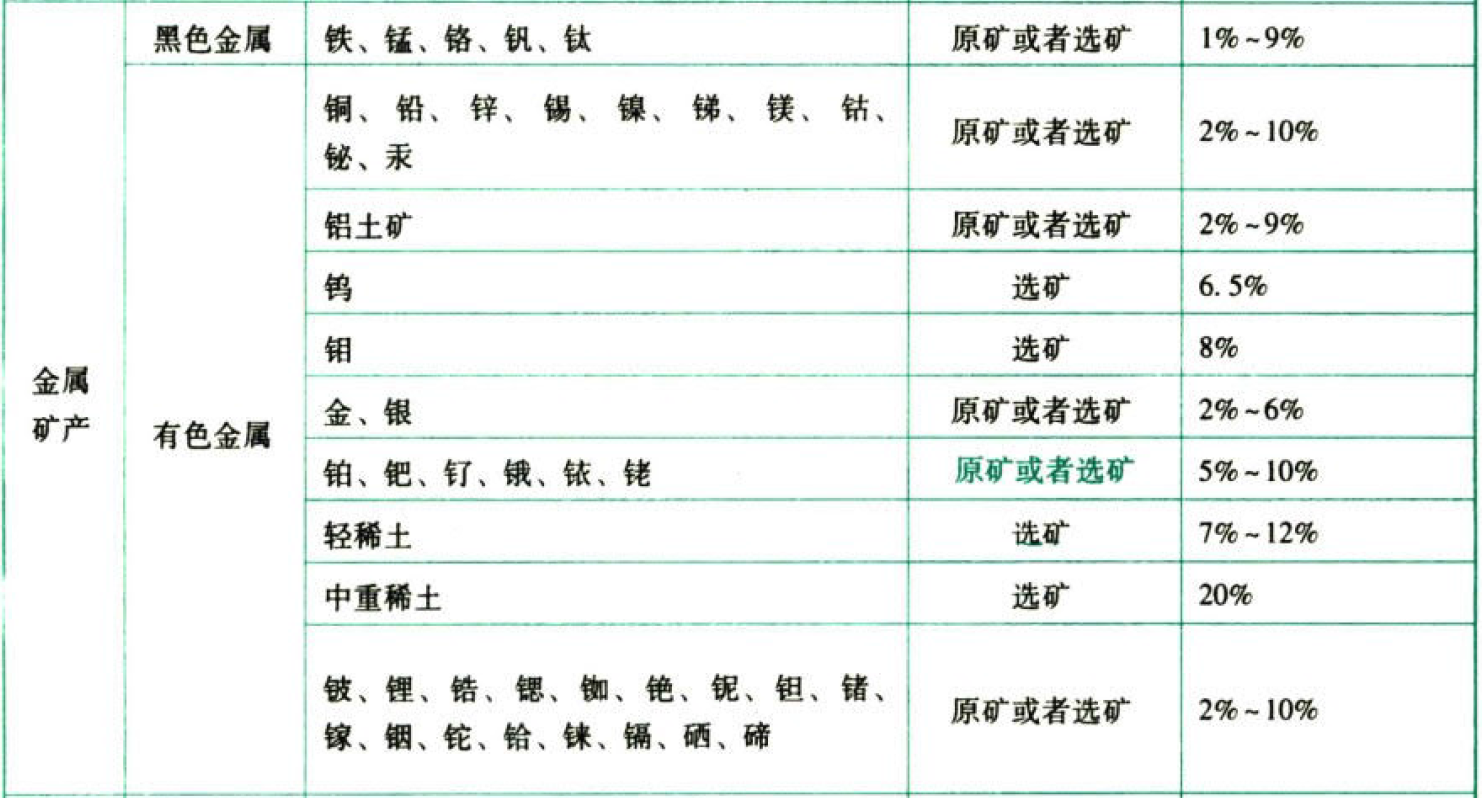 黑色金属 铁、锰、铬、钒、钛 原矿或者选矿 1%~9%
铜、铅、锌、锡、镍、锑、镁、钴、
铋、汞
原矿或者选矿 2%~10%
铝土矿 原矿或者选矿 2%~9%
钨 选矿 6.5%
钼 选矿 8%
金属
矿产
有色金属
金、银 原矿或者选矿 2%~6%
铂、钯、钌、锇、铱、铑 原矿或者选矿 5%~10%
轻稀土 选矿 7%~12%
中重稀土 选矿 20%
铍、锂、锆、锶、铷、铯、铌、钽、锗、
镓、铟、铊、铪、铼、镉、硒、碲
原矿或者选矿 2%~10%